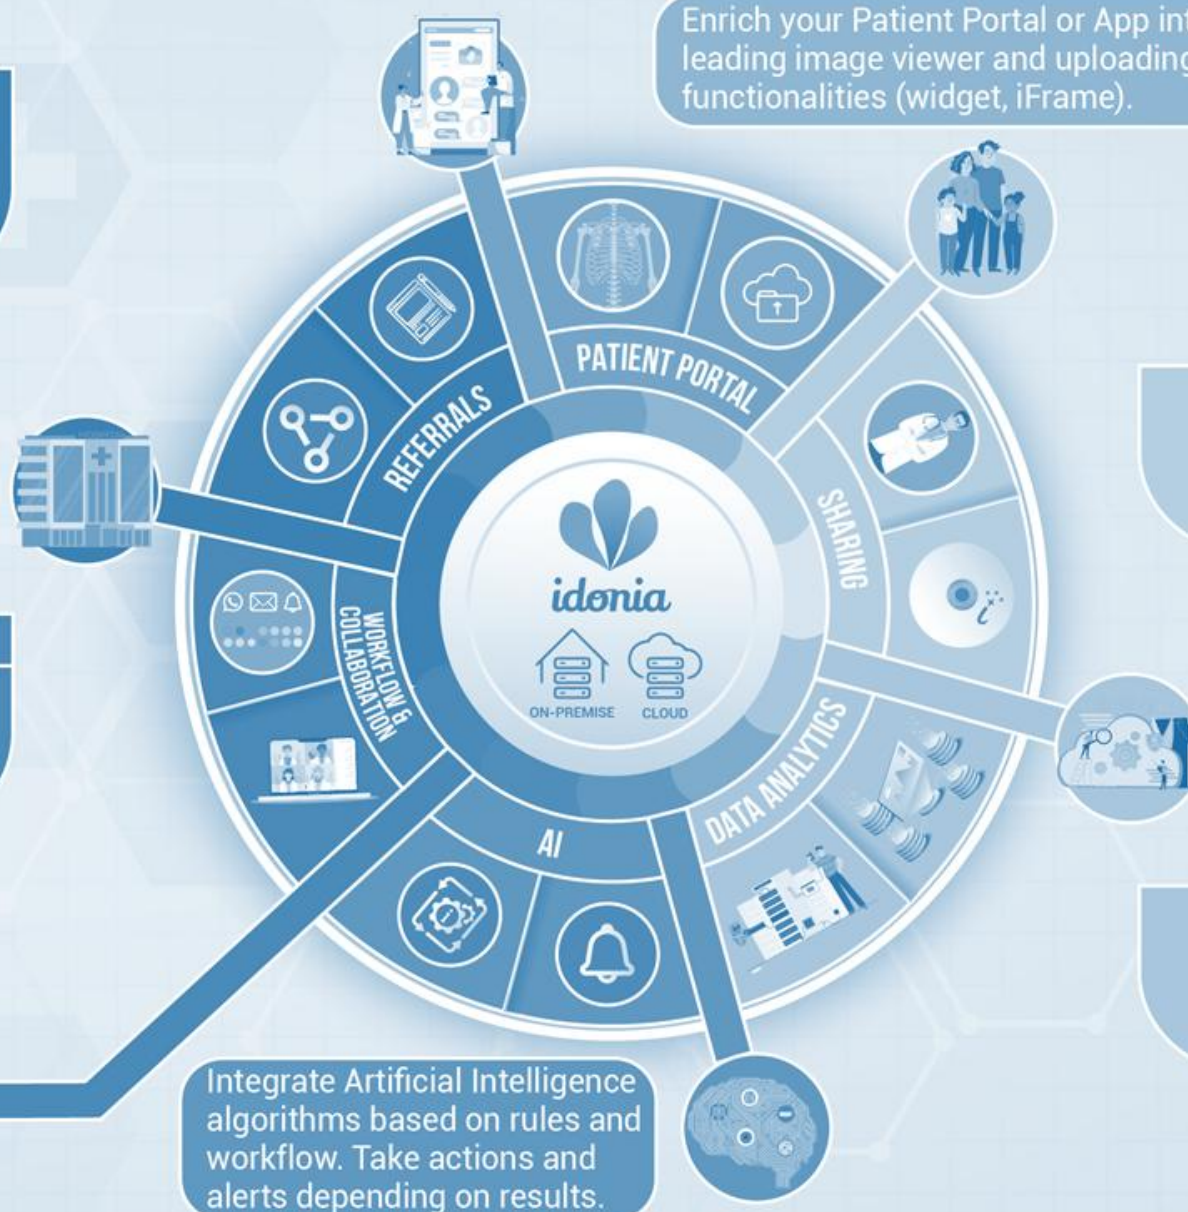 Enrich your Patient Portal or App
leading image viewer and uploading
functionalities (widget, iFrame).
PATIENT PORTAL
REFERRALS
SHARING
WORKFLOW &
COLLABORATION
idonia
ON-PREMISE
CLOUD
DATA ANALYTICS
AI
Integrate Artificial Intelligence
algorithms based on rules and
workflow. Take actions and
alerts depending on results.